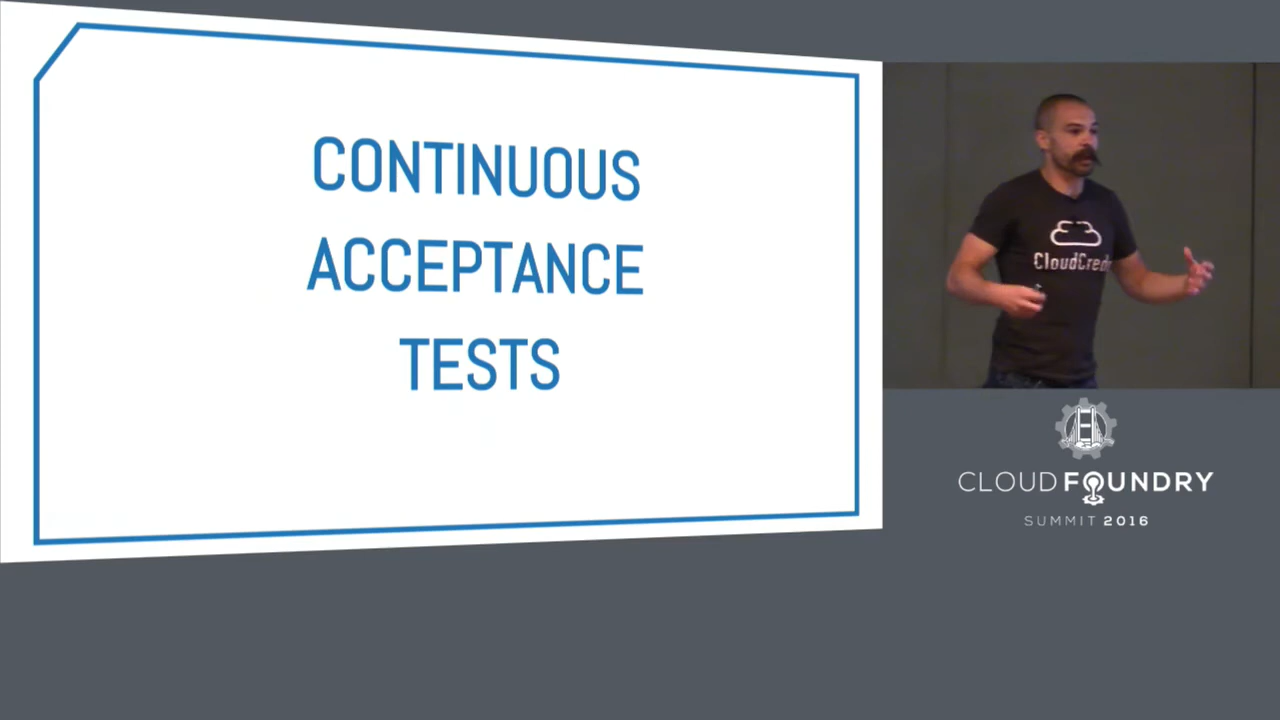 CONTINUOUS
ACCEPTANCE
TESTS
CLOUD FOUNDRY
SUMMIT 2016